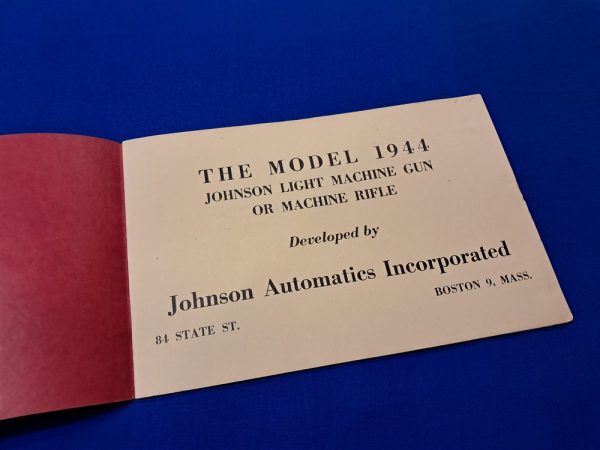 THE MODEL 1944
JOHNSON LIGHT MACHINE GUN
OR MACHINE RIFLE
Developed by
Johnson Automatics Incorporated
84 STATE ST. BOSTON 9, MASS.